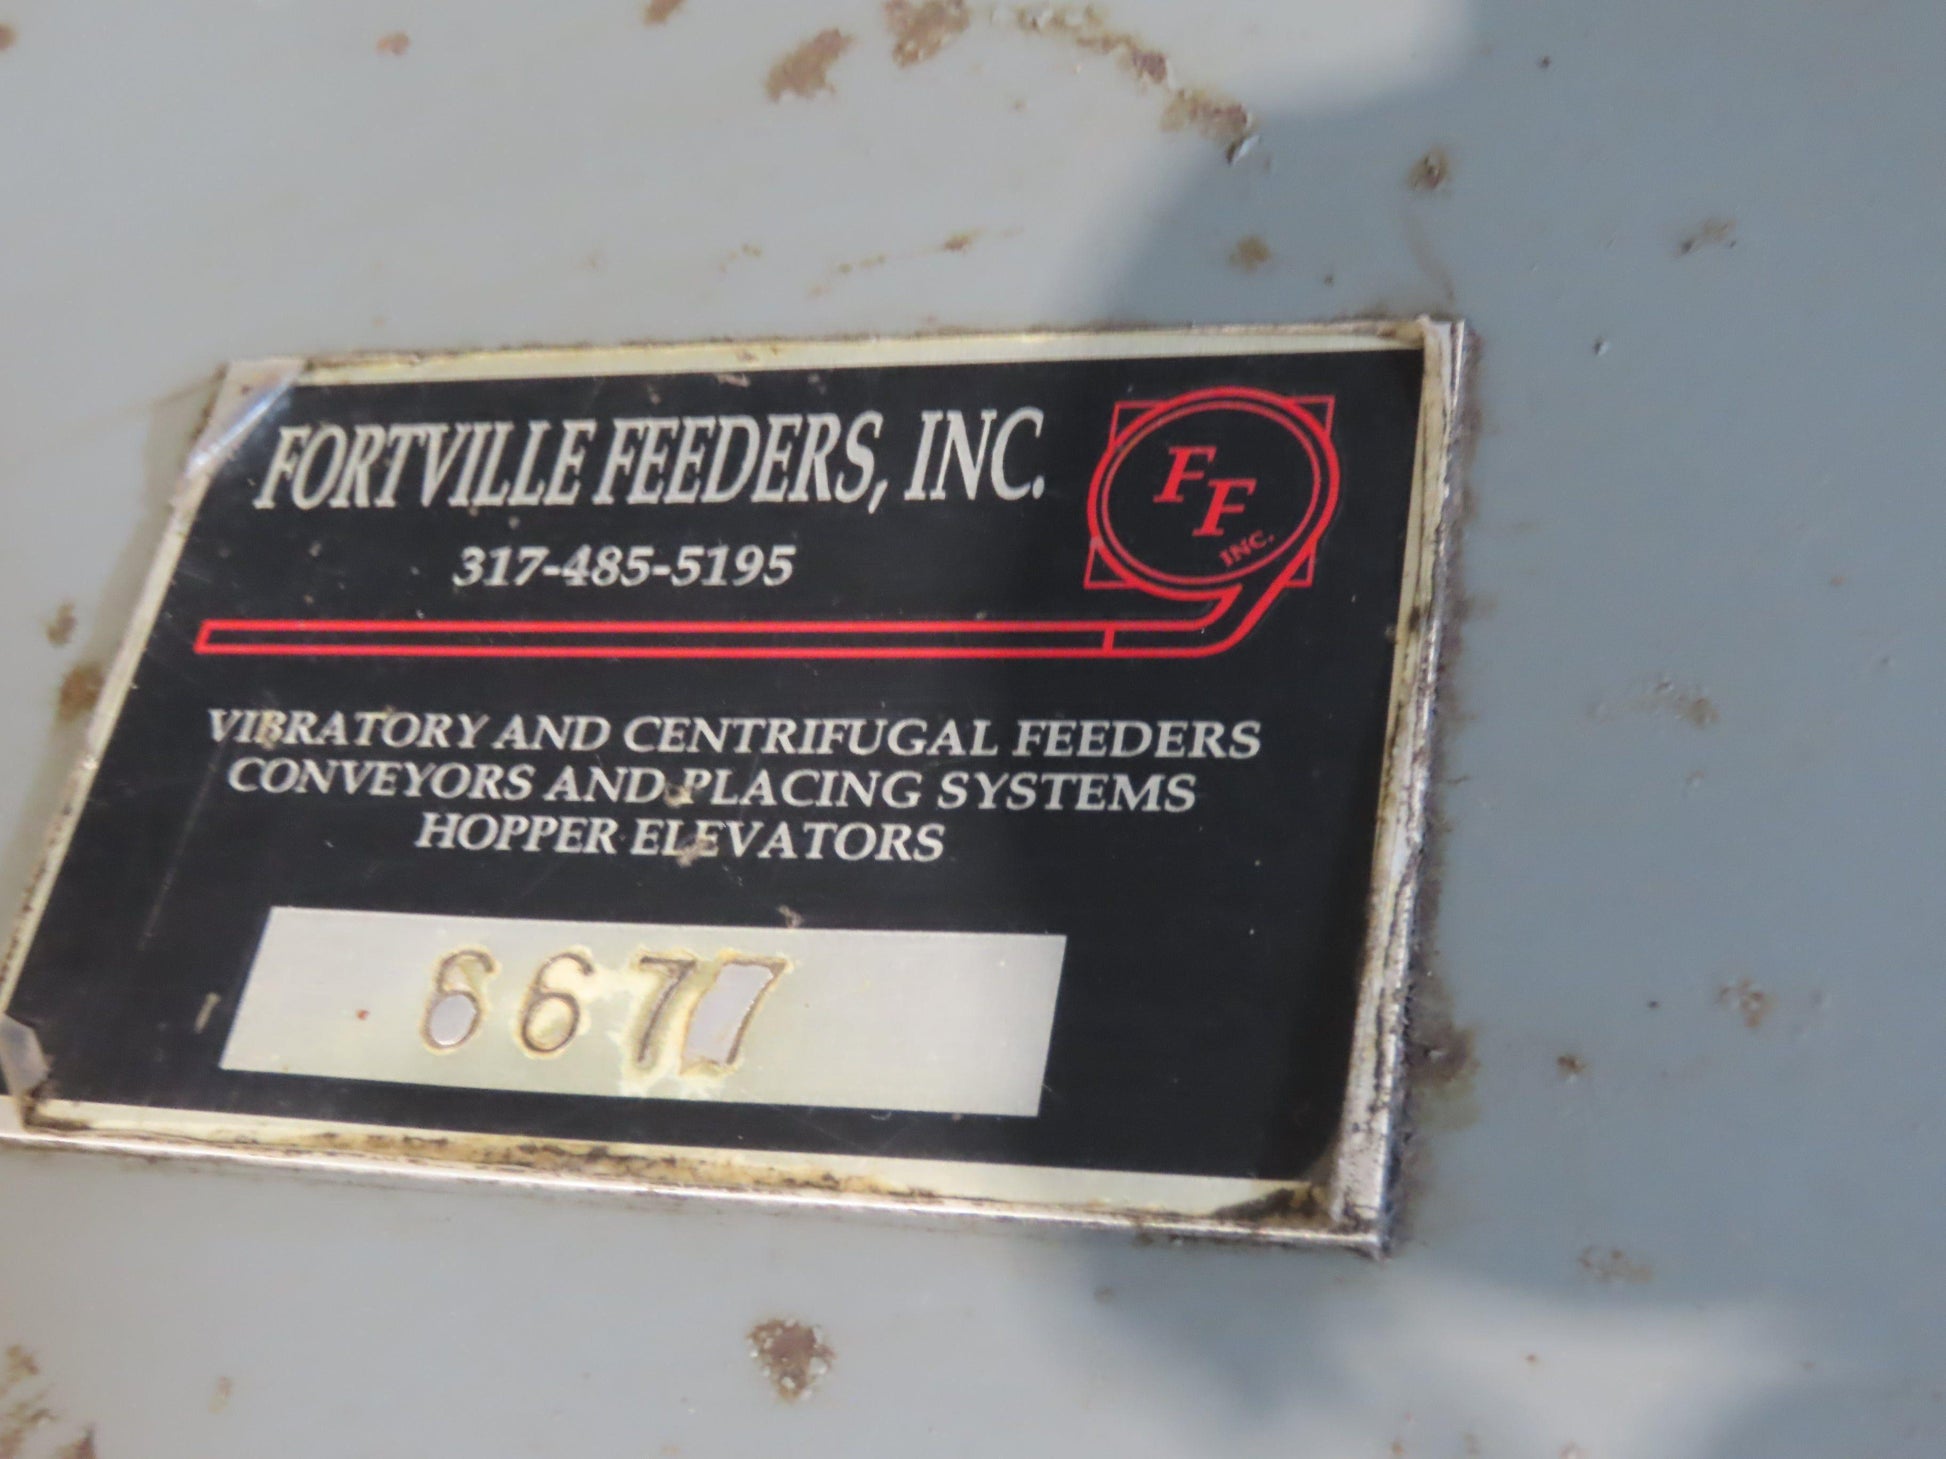 FORTVILLE FEEDERS, INC.
317-485-5195
FF
INC.
VIBRATORY AND CENTRIFUGAL FEEDERS
CONVEYORS AND PLACING SYSTEMS
HOPPER ELEVATORS
6677